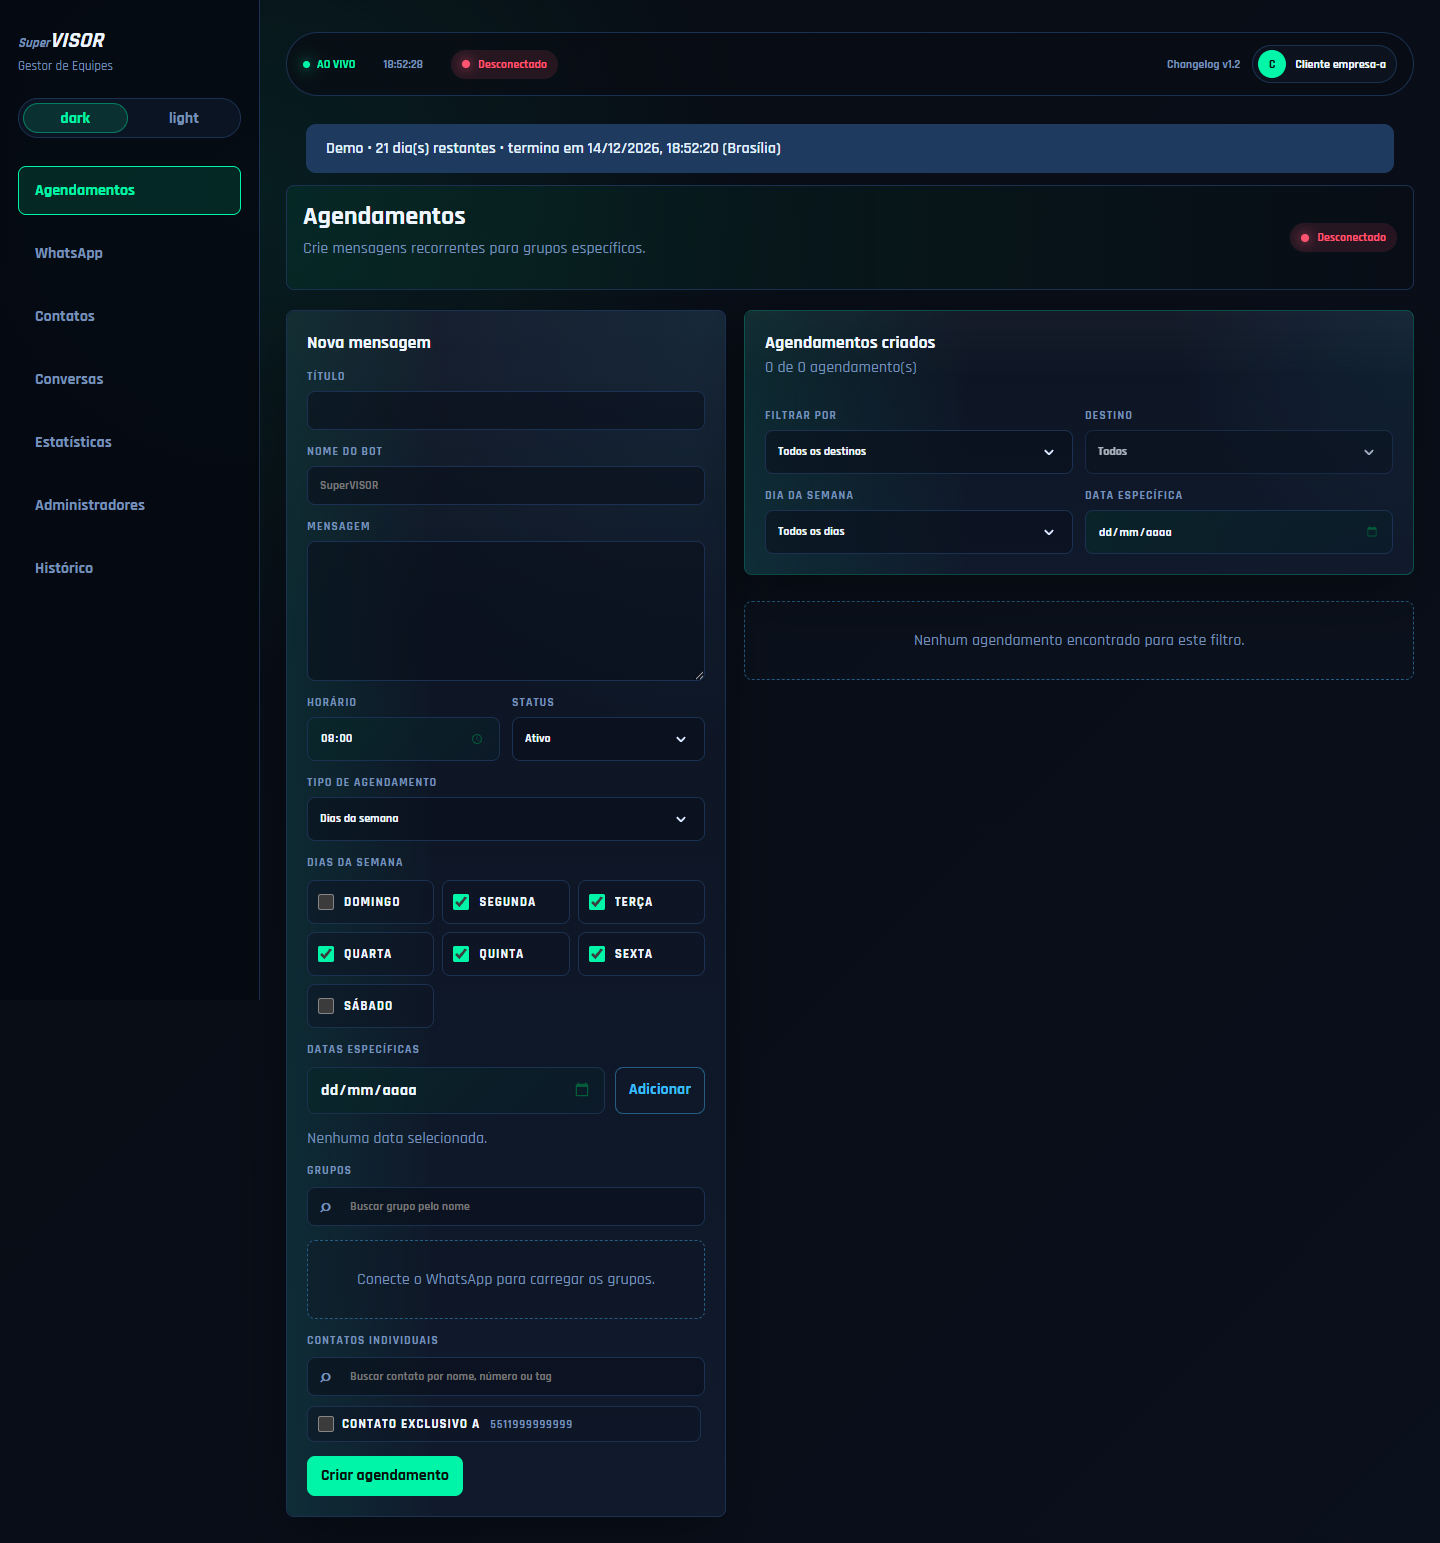 SuperVISOR
Gestor de Equipes
dark
light
Agendamentos
WhatsApp
Contatos
Conversas
Estatísticas
Administradores
Histórico
AO VIVO
18:52:28
Desconectado
Changelog v1.2
C
Cliente empresa-a
Demo • 21 dia(s) restantes • termina em 14/12/2026, 18:52:20 (Brasília)
Agendamentos
Crie mensagens recorrentes para grupos específicos.
Desconectado
Nova mensagem
TÍTULO
NOME DO BOT
SuperVISOR
MENSAGEM
HORÁRIO
STATUS
08:00
Ativo
TIPO DE AGENDAMENTO
Dias da semana
DIAS DA SEMANA
DOMINGO
SEGUNDA
TERÇA
QUARTA
QUINTA
SEXTA
SÁBADO
DATAS ESPECÍFICAS
dd/mm/aaaa
Adicionar
Nenhuma data selecionada.
GRUPOS
Buscar grupo pelo nome
Conecte o WhatsApp para carregar os grupos.
CONTATOS INDIVIDUAIS
Buscar contato por nome, número ou tag
CONTATO EXCLUSIVO A 5511999999999
Criar agendamento
Agendamentos criados
0 de 0 agendamento(s)
FILTRAR POR
DESTINO
Todos os destinos
Todos
DIA DA SEMANA
DATA ESPECÍFICA
Todos os dias
dd/mm/aaaa
Nenhum agendamento encontrado para este filtro.